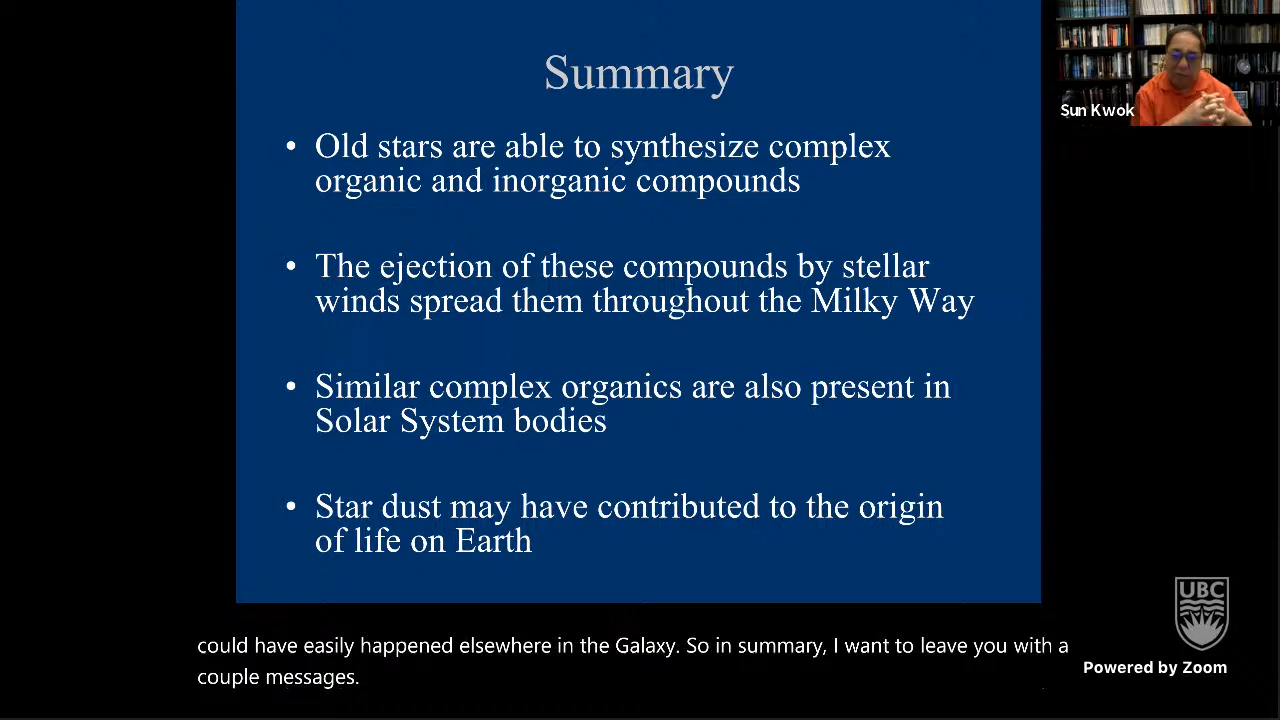 Summary
Sun Kwok
• Old stars are able to synthesize complex
organic and inorganic compounds
• The ejection of these compounds by stellar
winds spread them throughout the Milky Way
• Similar complex organics are also present in
Solar System bodies
• Star dust may have contributed to the origin
of life on Earth
UBC
could have easily happened elsewhere in the Galaxy. So in summary, I want to leave you with a
couple messages.
Powered by Zoom